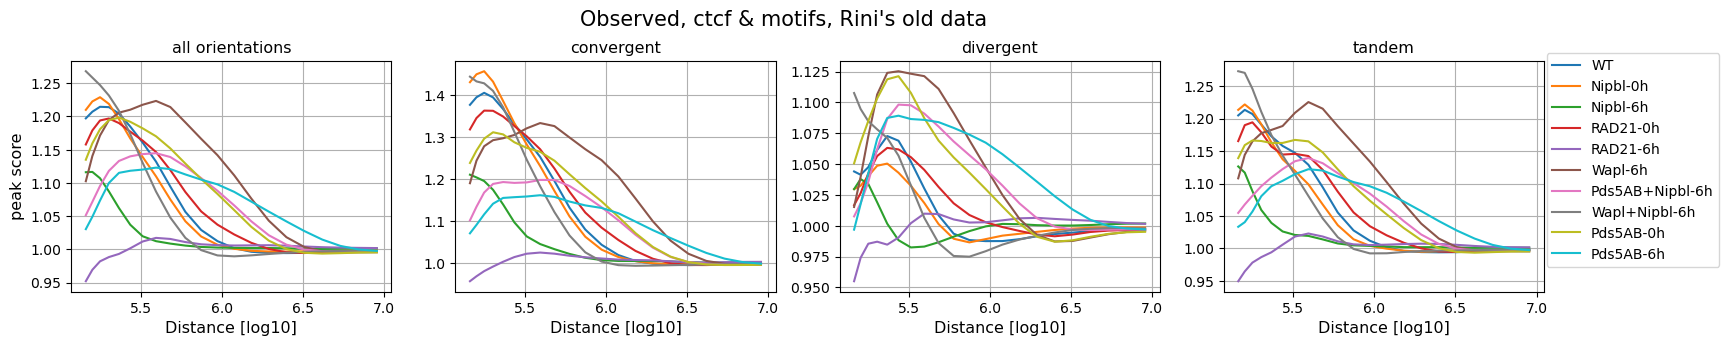 Observed, ctcf & motifs, Rini's old data
all orientations
convergent
divergent
tandem
peak score
1.25
1.20
1.15
1.10
1.05
1.00
0.95
5.5
6.0
6.5
7.0
Distance [log10]
1.4
1.3
1.2
1.1
1.0
5.5
6.0
6.5
7.0
Distance [log10]
1.125
1.100
1.075
1.050
1.025
1.000
0.975
0.950
5.5
6.0
6.5
7.0
Distance [log10]
1.25
1.20
1.15
1.10
1.05
1.00
0.95
5.5
6.0
6.5
7.0
Distance [log10]
WT
Nipbl-0h
Nipbl-6h
RAD21-0h
RAD21-6h
Wapl-6h
Pds5AB+Nipbl-6h
Wapl+Nipbl-6h
Pds5AB-0h
Pds5AB-6h